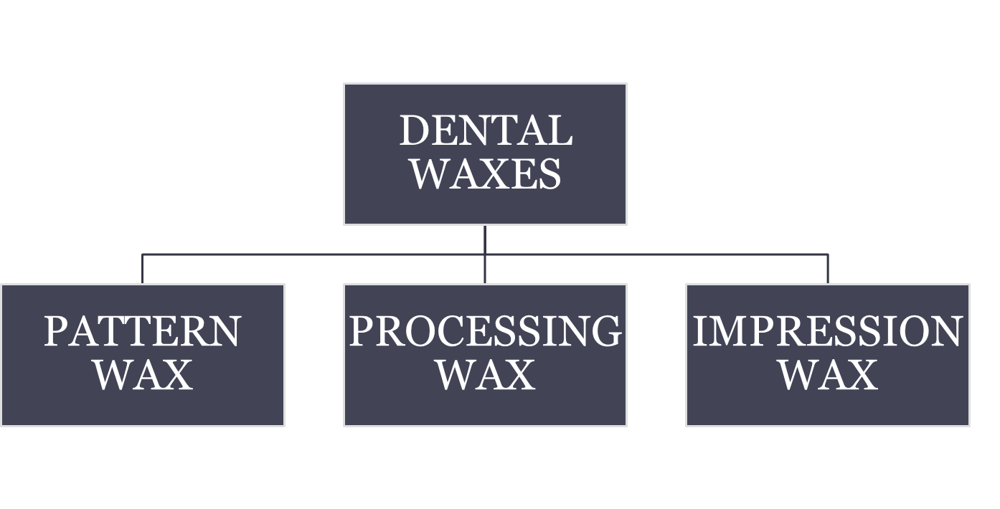 DENTAL
WAXES
PATTERN
WAX
PROCESSING
WAX
IMPRESSION
WAX